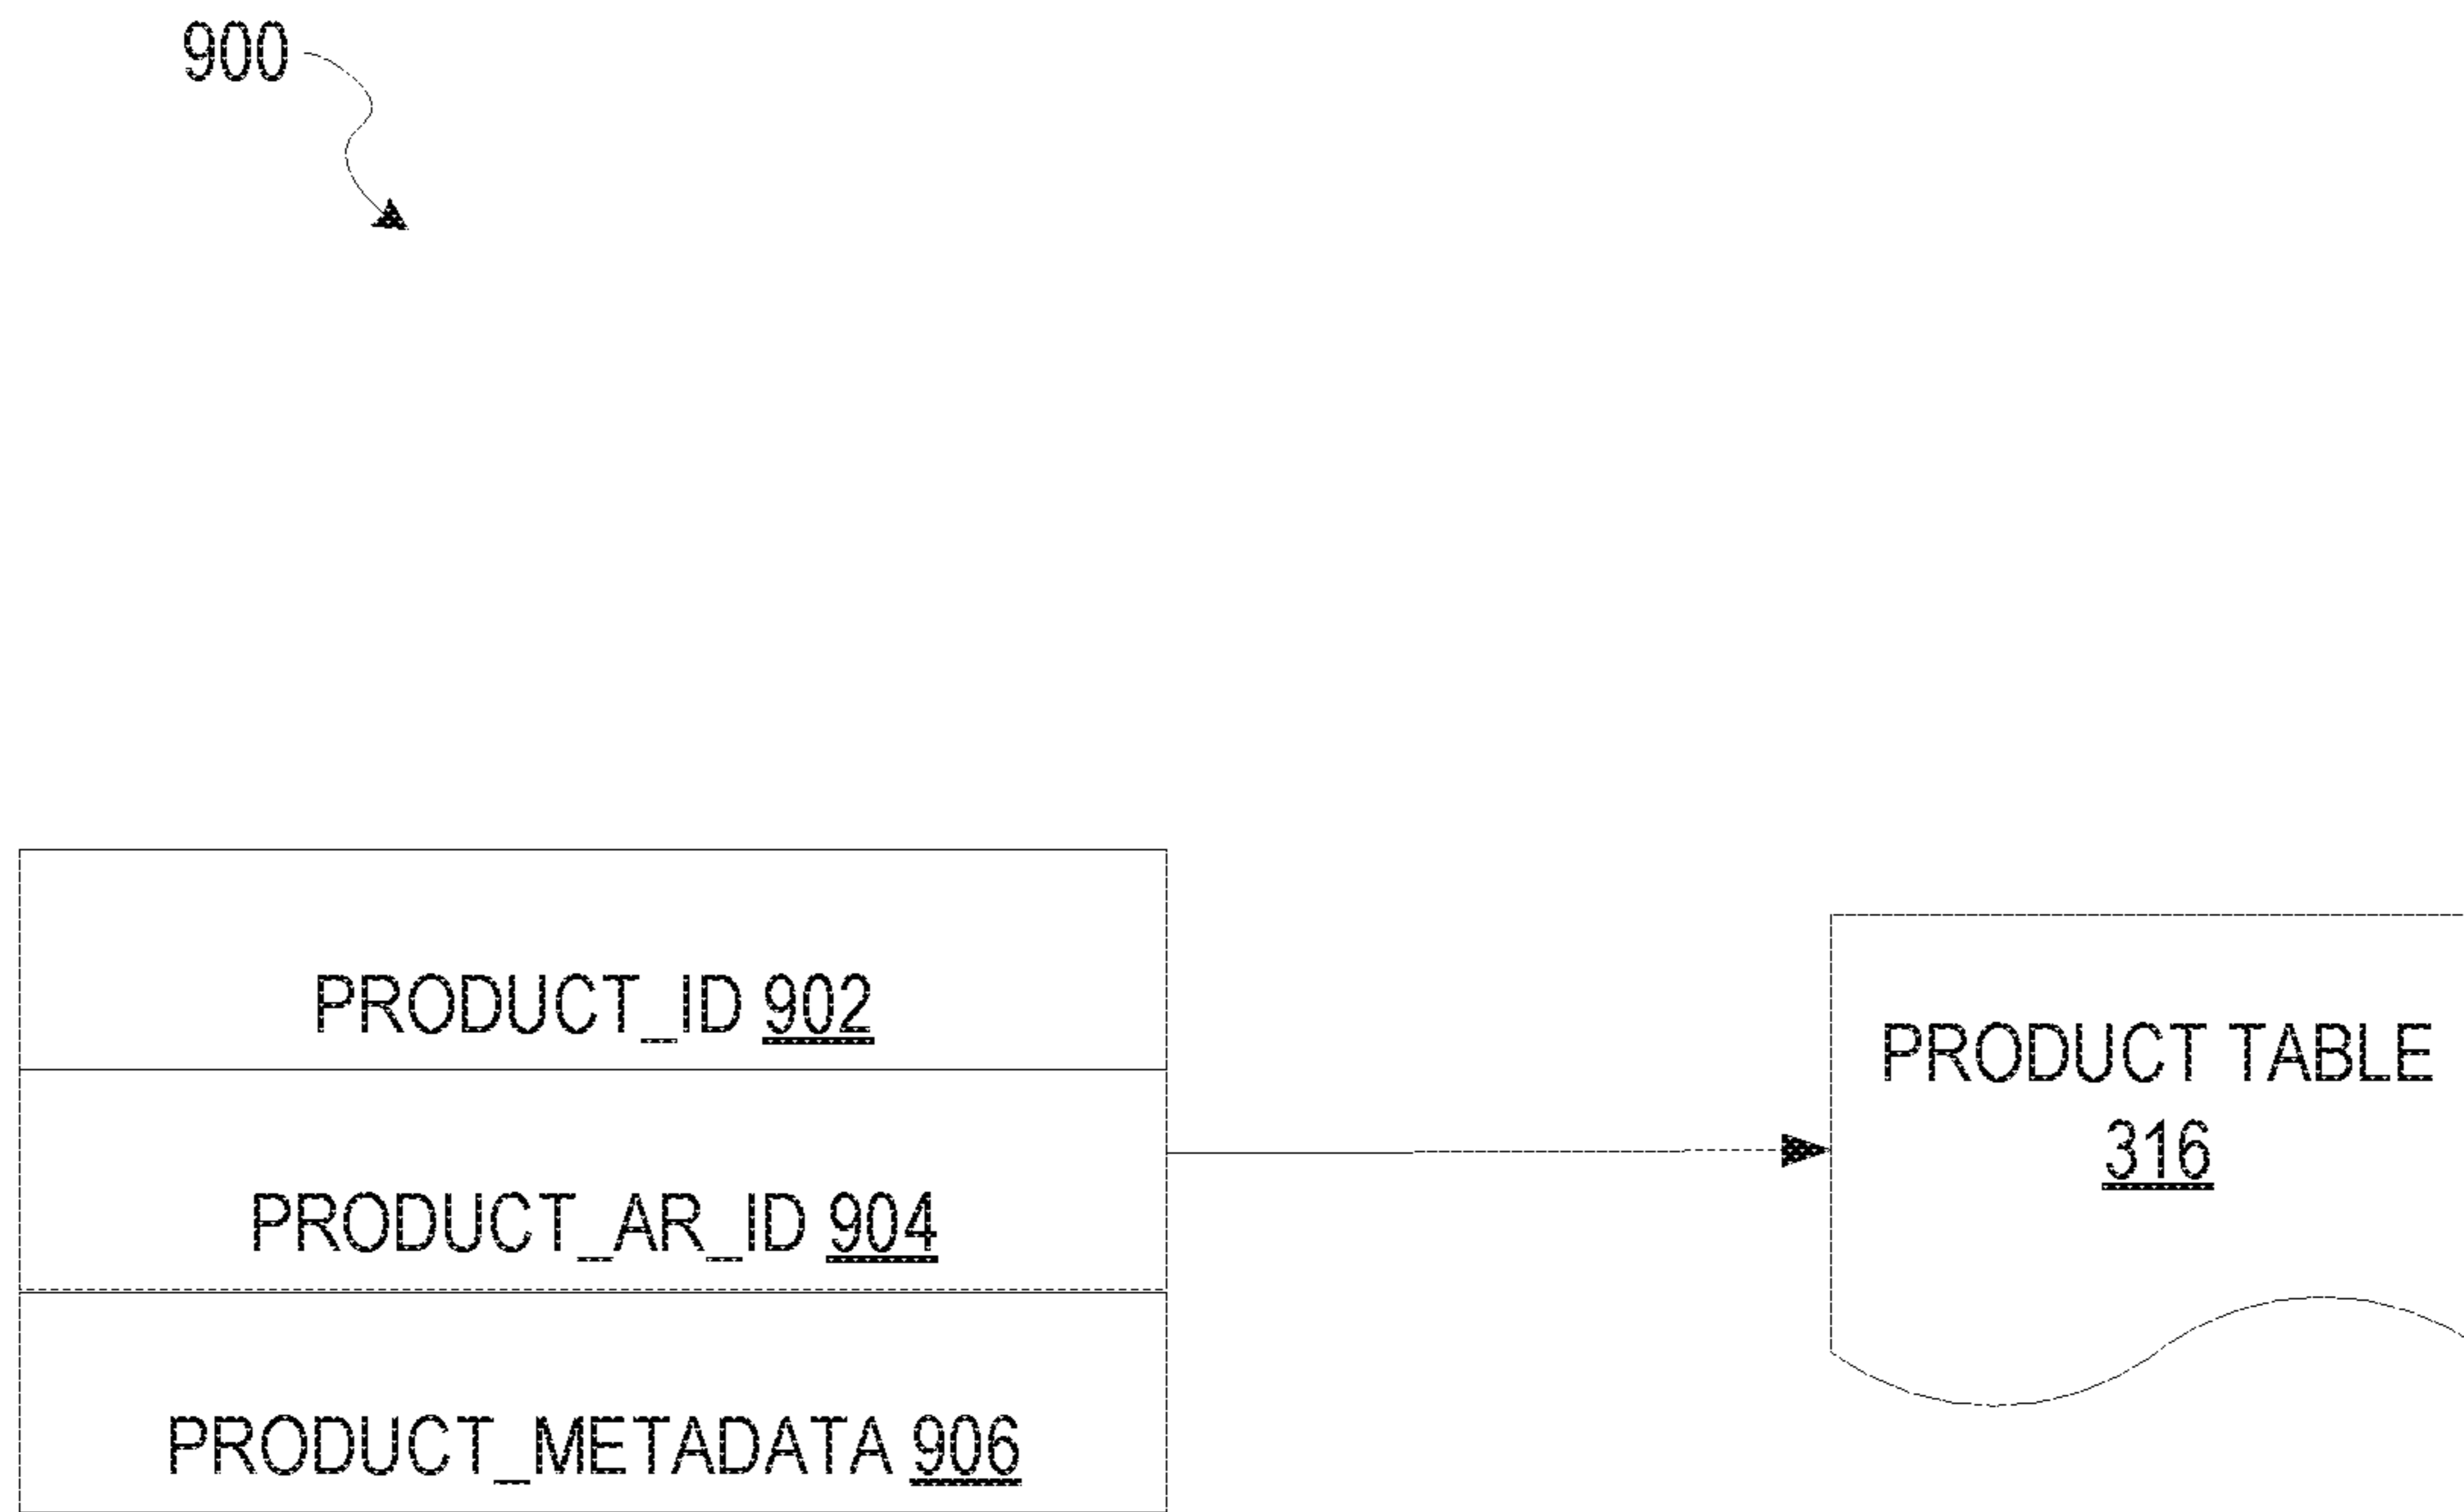 900
PRODUCT_ID 902
PRODUCT_AR_ID 904
PRODUCT_METADATA 906
PRODUCT TABLE
316